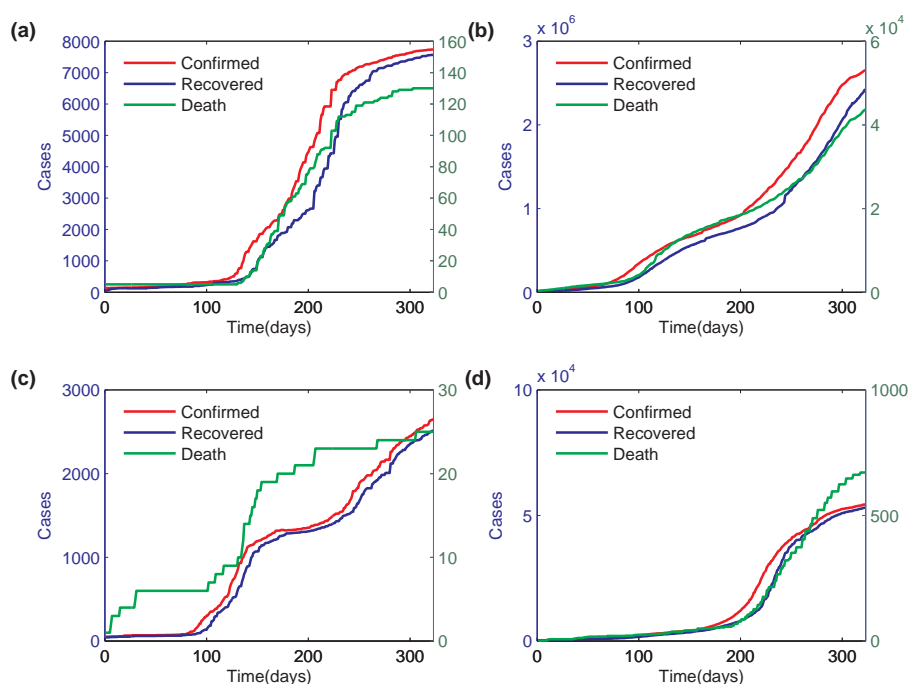 (a)
8000
7000
6000
5000
4000
3000
2000
1000
0
Cases
Confirmed
Recovered
Death
160
140
120
100
80
60
40
20
0
0 100 200 300
Time(days)
(b)
x 10^6
3
2
1
0
Cases
Confirmed
Recovered
Death
x 10^4
6
4
2
0
0 100 200 300
Time(days)
(c)
3000
2000
1000
0
Cases
Confirmed
Recovered
Death
30
20
10
0
0 100 200 300
Time(days)
(d)
x 10^4
10
5
0
Cases
Confirmed
Recovered
Death
1000
500
0
0 100 200 300
Time(days)